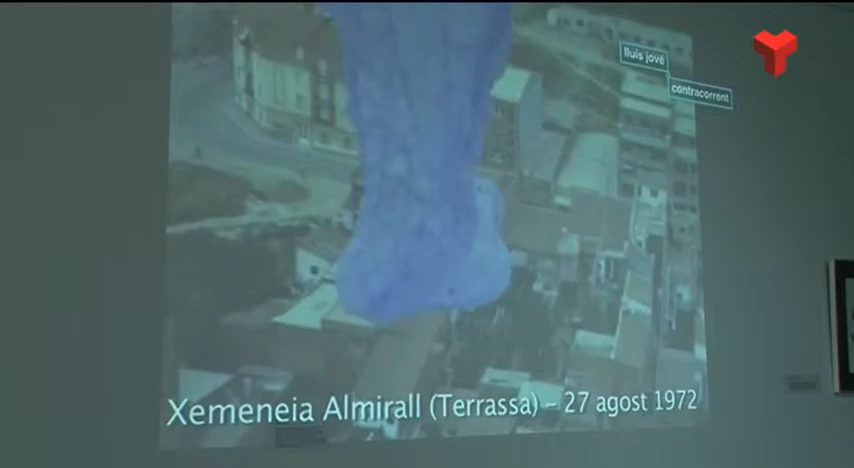 lluís jové
contracorrent
Xemeneia Almirall (Terrassa) – 27 agost 1972